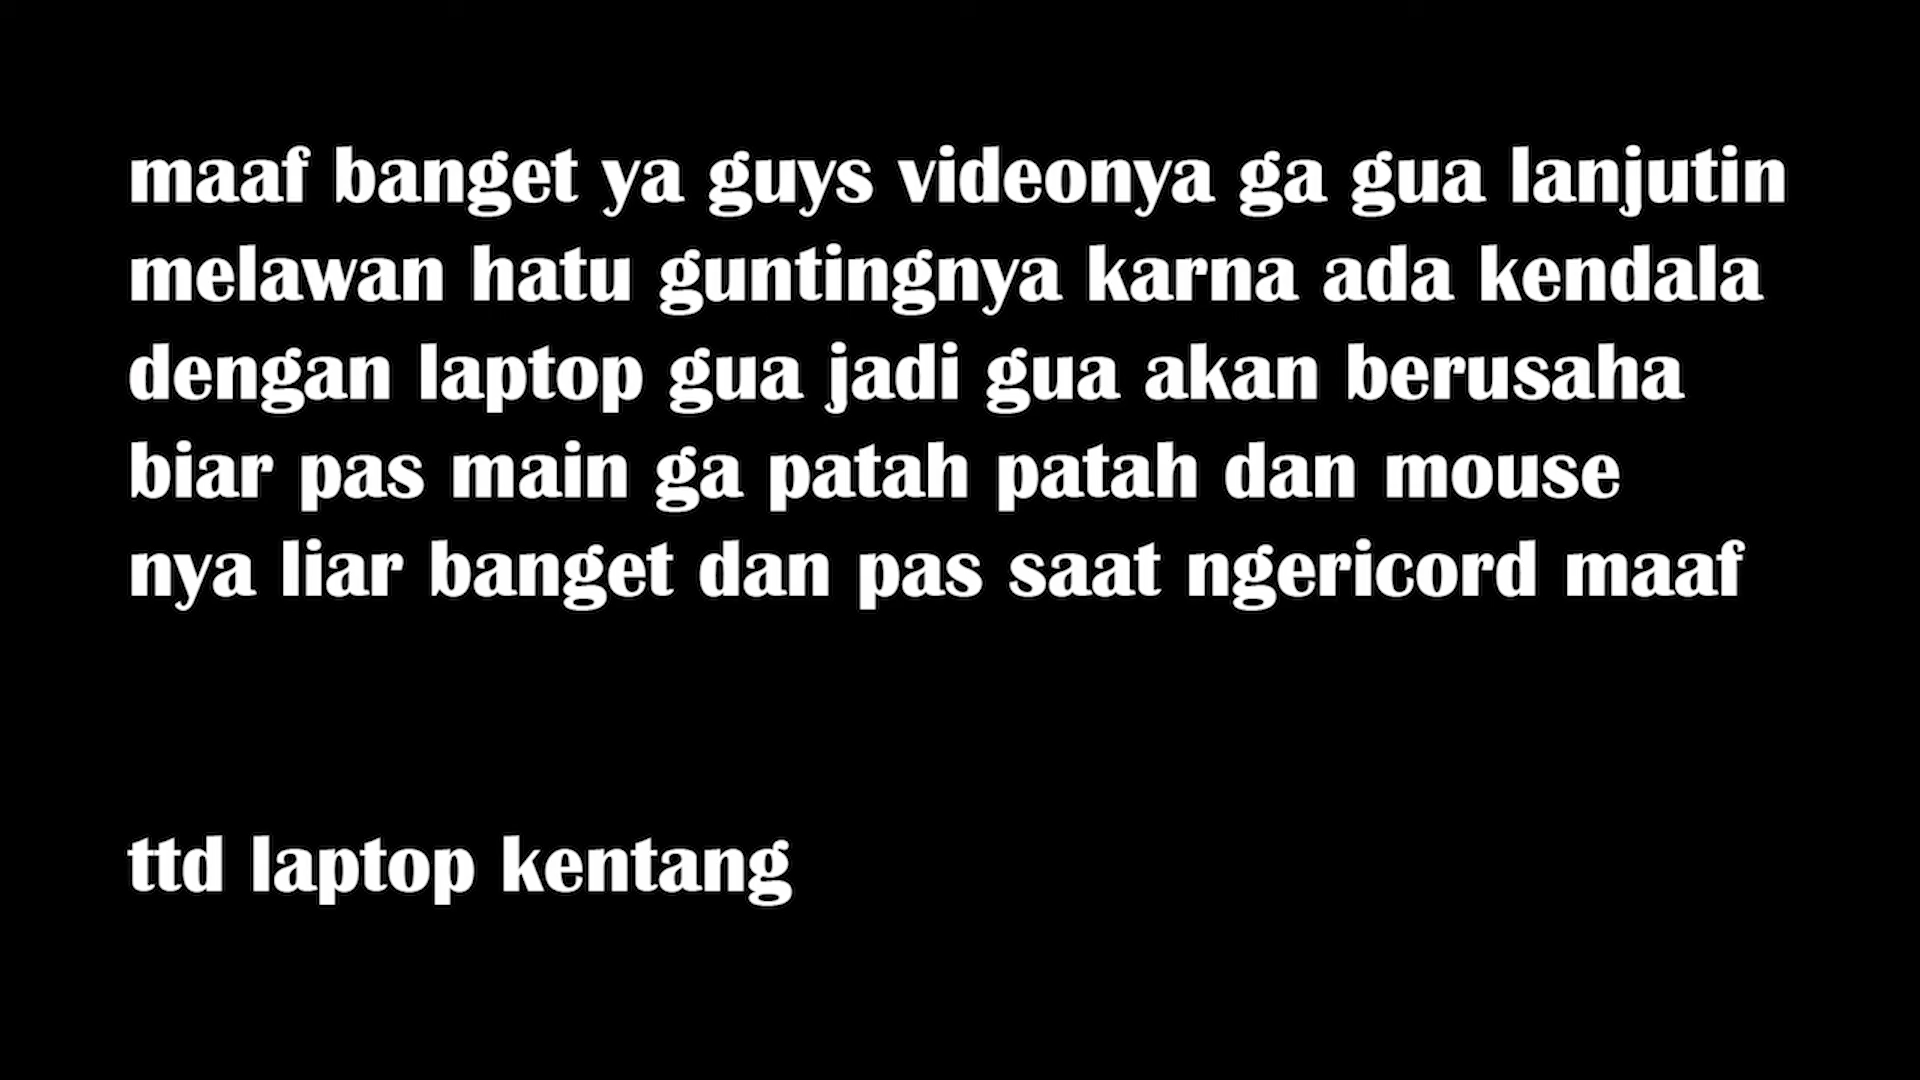 maaf banget ya guys videonya ga gua lanjutin
melawan hatu guntingnya karna ada kendala
dengan laptop gua jadi gua akan berusaha
biar pas main ga patah patah dan mouse
nya liar banget dan pas saat ngericord maaf
ttd laptop kentang